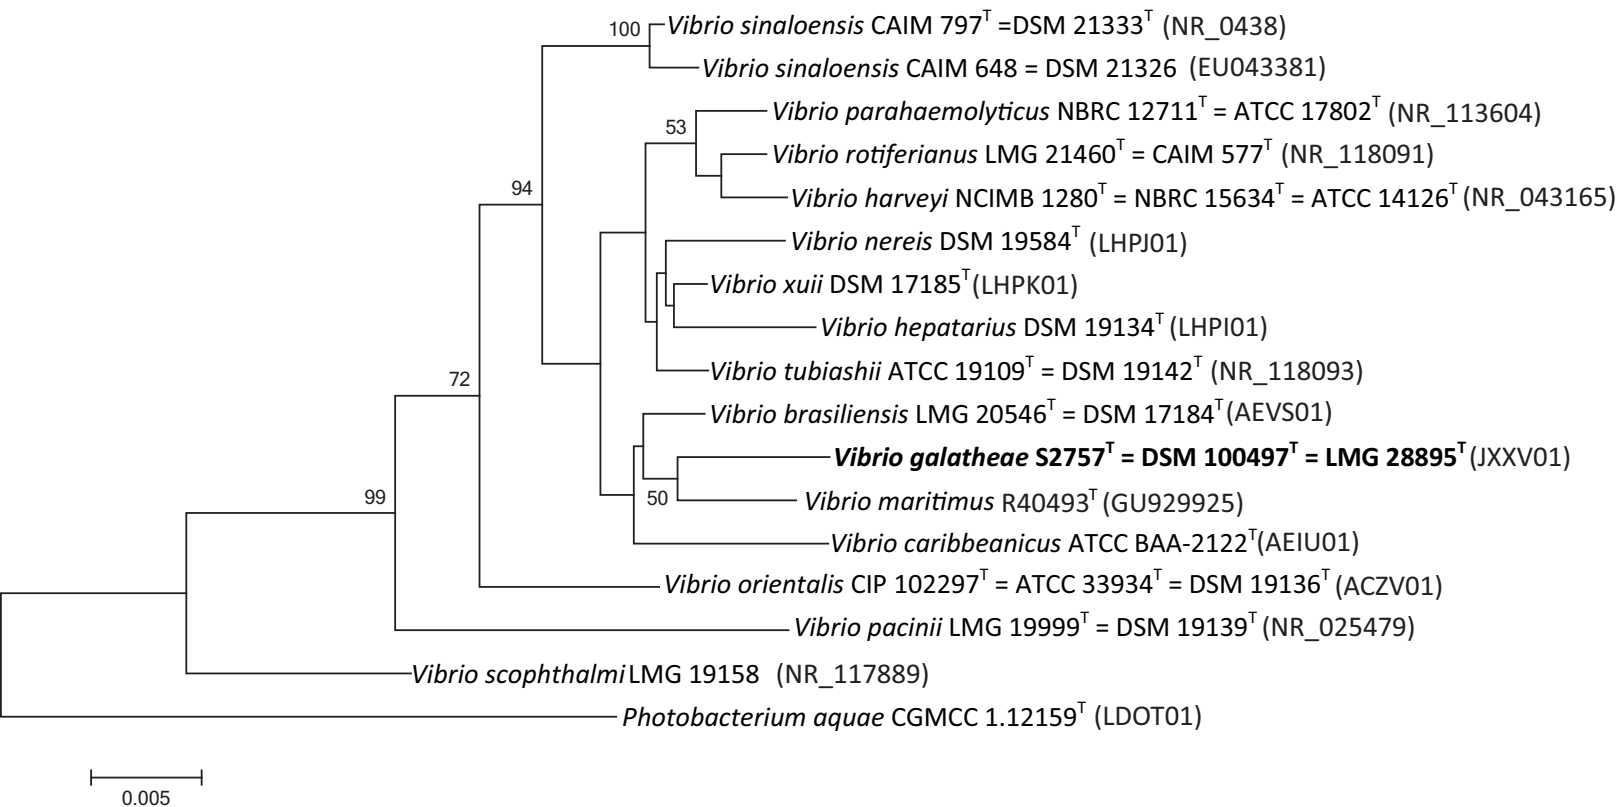 100
Vibrio sinaloensis CAIM 797T =DSM 21333T (NR_0438)
Vibrio sinaloensis CAIM 648 = DSM 21326 (EU043381)
Vibrio parahaemolyticus NBRC 12711T = ATCC 17802T (NR_113604)
53
Vibrio rotiferianus LMG 21460T = CAIM 577T (NR_118091)
94
Vibrio harveyi NCIMB 1280T = NBRC 15634T = ATCC 14126T (NR_043165)
Vibrio nereis DSM 19584T (LHPJ01)
Vibrio xuii DSM 17185T (LHPK01)
Vibrio hepatarius DSM 19134T (LHPI01)
Vibrio tubiashii ATCC 19109T = DSM 19142T (NR_118093)
72
Vibrio brasiliensis LMG 20546T = DSM 17184T (AEVS01)
Vibrio galatheae S2757T = DSM 100497T = LMG 28895T (JXXV01)
99
50
Vibrio maritimus R40493T (GU929925)
Vibrio caribbeanicus ATCC BAA-2122T (AEIU01)
Vibrio orientalis CIP 102297T = ATCC 33934T = DSM 19136T (ACZV01)
Vibrio pacinii LMG 19999T = DSM 19139T (NR_025479)
Vibrio scophthalmi LMG 19158 (NR_117889)
Photobacterium aquae CGMCC 1.12159T (LDOT01)
0.005